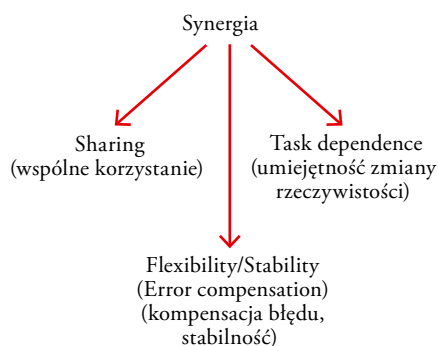 Synergia
Sharing
(wspólne korzystanie)
Task dependence
(umiejętność zmiany
rzeczywistości)
Flexibility/Stability
(Error compensation)
(kompensacja błędu,
stabilność)